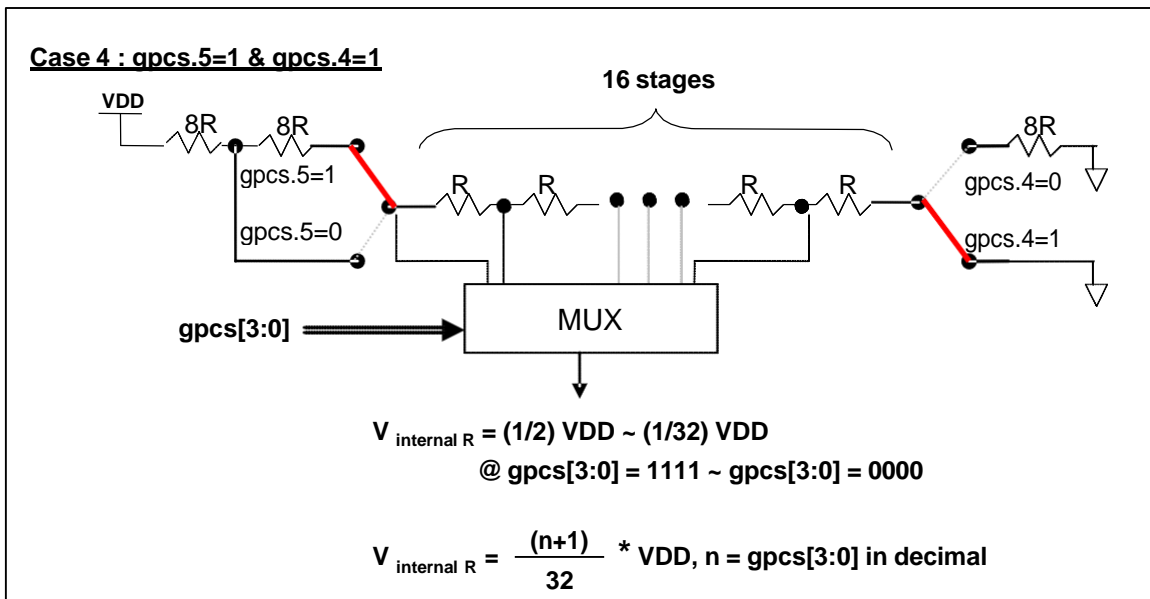 Case 4 : gpcs.5=1 & gpcs.4=1
16 stages
VDD
8R
8R
8R
gpcs.5=1
gpcs.4=0
R
R
R
R
gpcs.5=0
gpcs.4=1
MUX
gpcs[3:0]
V internal R = (1/2) VDD ~ (1/32) VDD
@ gpcs[3:0] = 1111 ~ gpcs[3:0] = 0000
V internal R = (n+1) / 32 * VDD, n = gpcs[3:0] in decimal